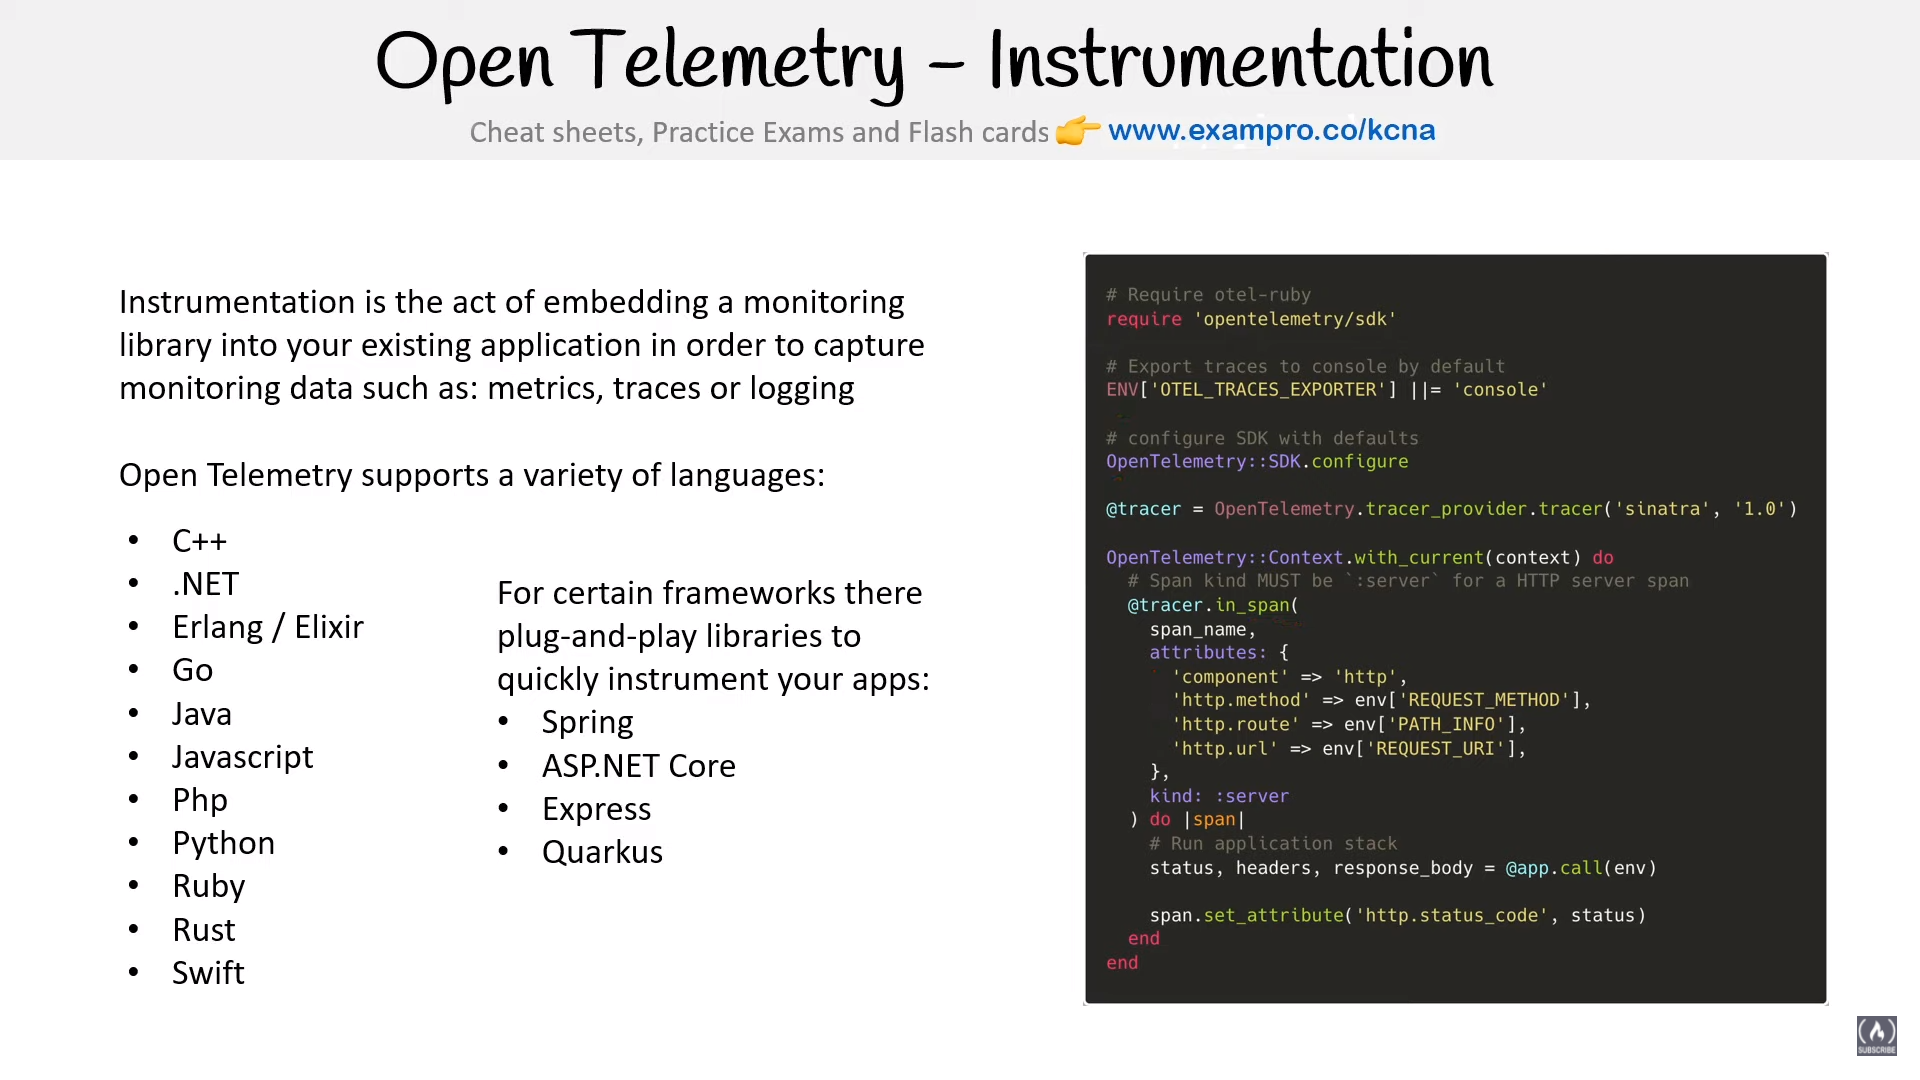 Open Telemetry – Instrumentation
Cheat sheets, Practice Exams and Flash cards 👉 www.exampro.co/kcna
Instrumentation is the act of embedding a monitoring
library into your existing application in order to capture
monitoring data such as: metrics, traces or logging
Open Telemetry supports a variety of languages:
• C++
• .NET
• Erlang / Elixir
• Go
• Java
• Javascript
• Php
• Python
• Ruby
• Rust
• Swift
For certain frameworks there
plug-and-play libraries to
quickly instrument your apps:
• Spring
• ASP.NET Core
• Express
• Quarkus
# Require otel-ruby
require 'opentelemetry/sdk'
# Export traces to console by default
ENV['OTEL_TRACES_EXPORTER'] ||= 'console'
# configure SDK with defaults
OpenTelemetry::SDK.configure
@tracer = OpenTelemetry.tracer_provider.tracer('sinatra', '1.0')
OpenTelemetry::Context.with_current(context) do
  # Span kind MUST be `:server` for a HTTP server span
  @tracer.in_span(
    span_name,
    attributes: {
      'component' => 'http',
      'http.method' => env['REQUEST_METHOD'],
      'http.route' => env['PATH_INFO'],
      'http.url' => env['REQUEST_URI'],
    },
    kind: :server
  ) do |span|
    # Run application stack
    status, headers, response_body = @app.call(env)
    span.set_attribute('http.status_code', status)
  end
end
SUBSCRIBE